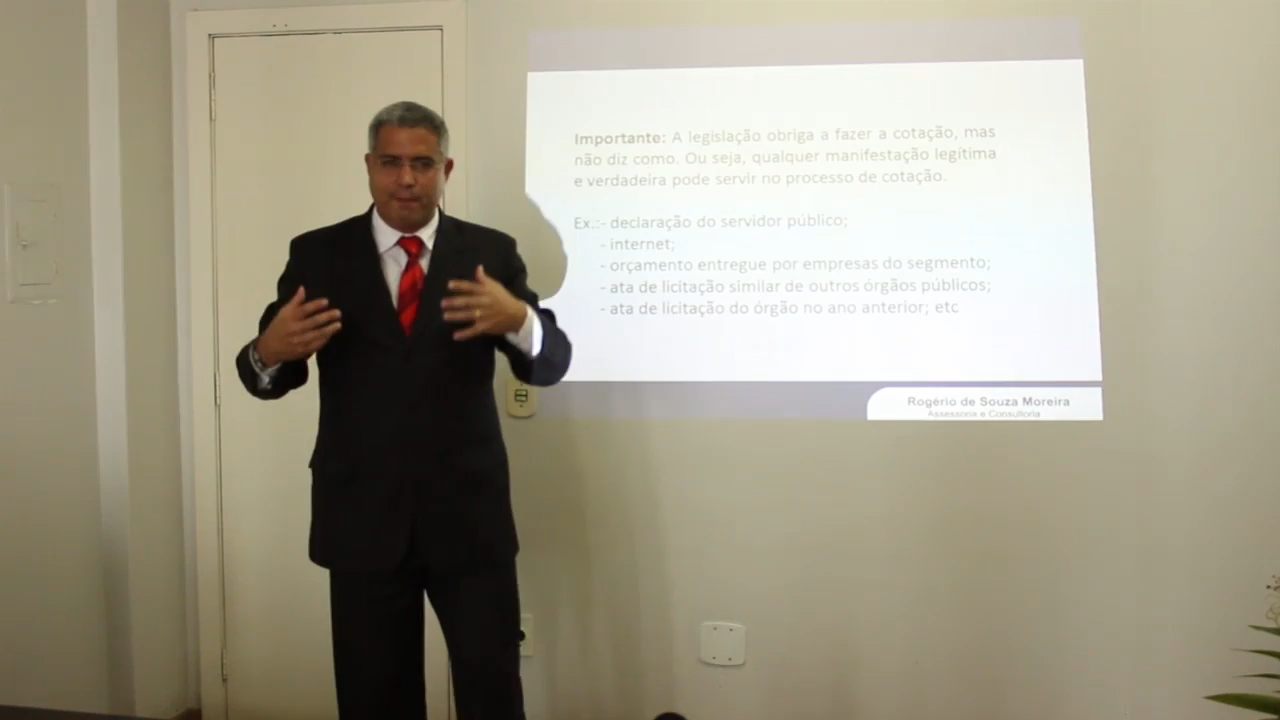 Importante: A legislação obriga a fazer a cotação, mas
não diz como. Ou seja, qualquer manifestação legítima
e verdadeira pode servir no processo de cotação.
Ex.:- declaração do servidor público;
- internet;
- orçamento entregue por empresas do segmento;
- ata de licitação similar de outros órgãos públicos;
- ata de licitação do órgão no ano anterior; etc
Rogério de Souza Moreira
Assessoria e Consultoria